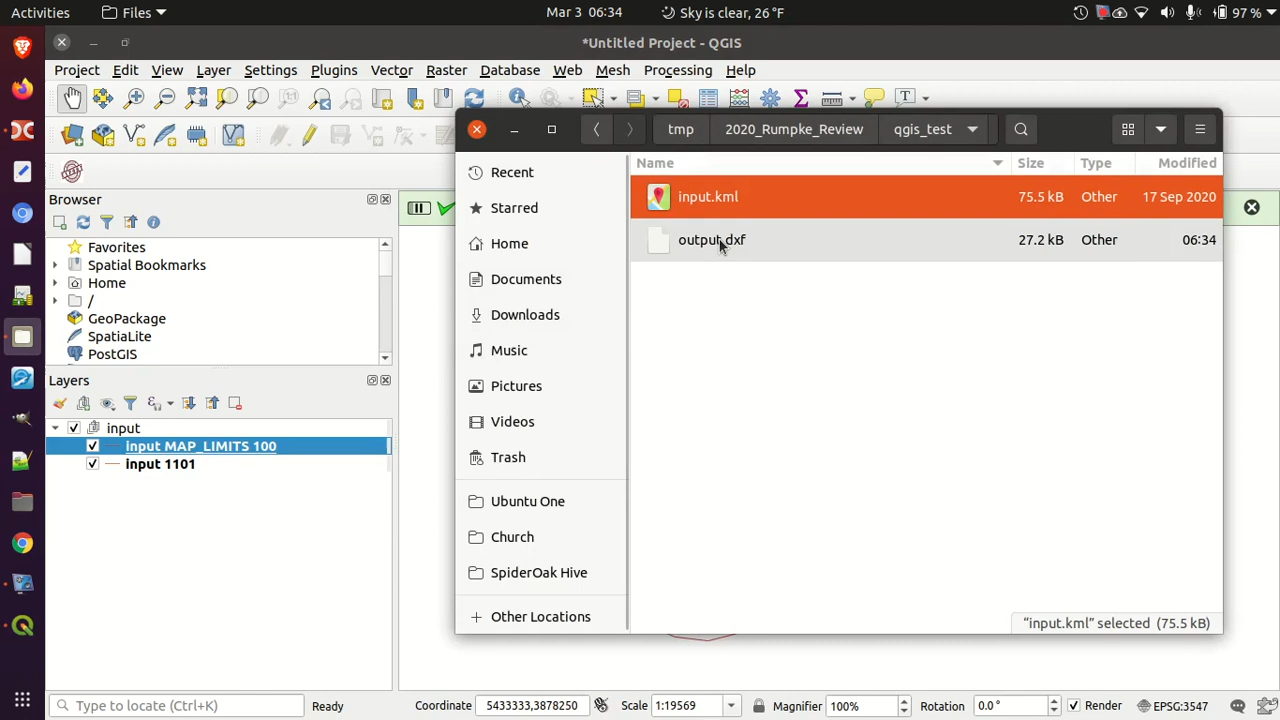 Activities Files Mar 3 06:34 Sky is clear, 26 °F 97 %
*Untitled Project - QGIS
Project Edit View Layer Settings Plugins Vector Raster Database Web Mesh Processing Help
tmp 2020_Rumpke_Review qgis_test
Name Size Type Modified
input.kml 75.5 kB Other 17 Sep 2020
output.dxf 27.2 kB Other 06:34
Recent
Starred
Home
Documents
Downloads
Music
Pictures
Videos
Trash
Ubuntu One
Church
SpiderOak Hive
Other Locations
"input.kml" selected (75.5 kB)
Browser
Favorites
Spatial Bookmarks
Home
/
GeoPackage
SpatiaLite
PostGIS
Layers
input
input MAP_LIMITS 100
input 1101
Type to locate (Ctrl+K) Ready Coordinate 5433333,3878250 Scale 1:19569 Magnifier 100% Rotation 0.0 ° Render EPSG:3547